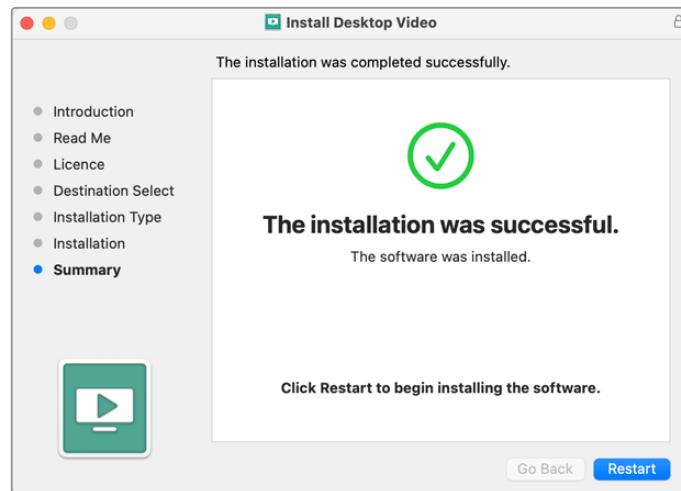 Install Desktop Video
The installation was completed successfully.
Introduction
Read Me
Licence
Destination Select
Installation Type
Installation
Summary
The installation was successful.
The software was installed.
Click Restart to begin installing the software.
Go Back
Restart